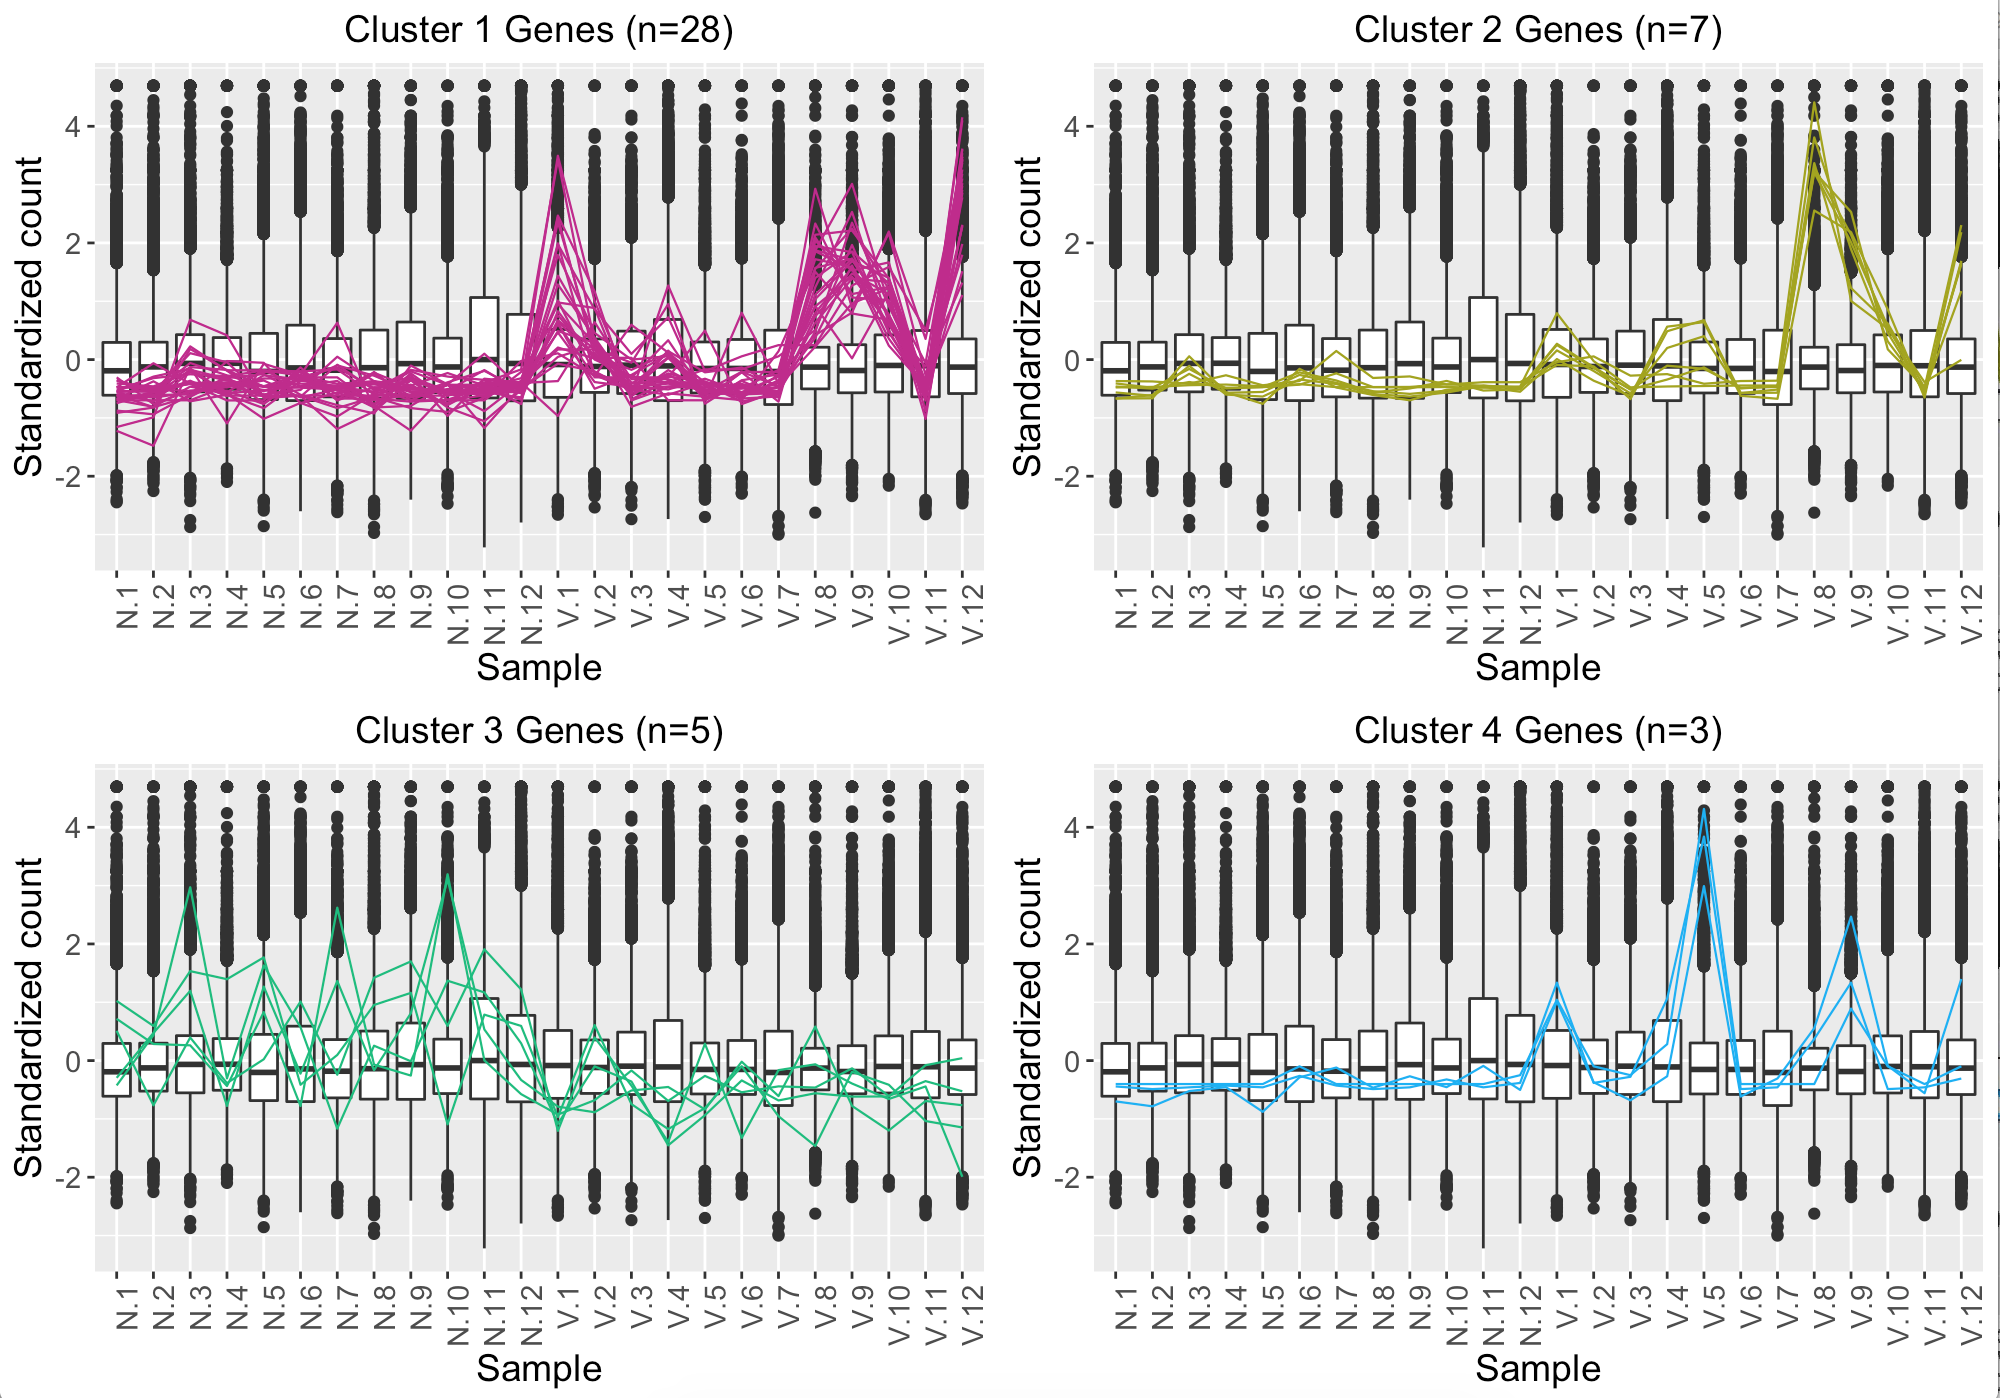 Cluster 1 Genes (n=28)
Standardized count
4
2
0
-2
N.1 N.2 N.3 N.4 N.5 N.6 N.7 N.8 N.9 N.10 N.11 N.12 V.1 V.2 V.3 V.4 V.5 V.6 V.7 V.8 V.9 V.10 V.11 V.12
Sample
Cluster 2 Genes (n=7)
Standardized count
4
2
0
-2
N.1 N.2 N.3 N.4 N.5 N.6 N.7 N.8 N.9 N.10 N.11 N.12 V.1 V.2 V.3 V.4 V.5 V.6 V.7 V.8 V.9 V.10 V.11 V.12
Sample
Cluster 3 Genes (n=5)
Standardized count
4
2
0
-2
N.1 N.2 N.3 N.4 N.5 N.6 N.7 N.8 N.9 N.10 N.11 N.12 V.1 V.2 V.3 V.4 V.5 V.6 V.7 V.8 V.9 V.10 V.11 V.12
Sample
Cluster 4 Genes (n=3)
Standardized count
4
2
0
-2
N.1 N.2 N.3 N.4 N.5 N.6 N.7 N.8 N.9 N.10 N.11 N.12 V.1 V.2 V.3 V.4 V.5 V.6 V.7 V.8 V.9 V.10 V.11 V.12
Sample